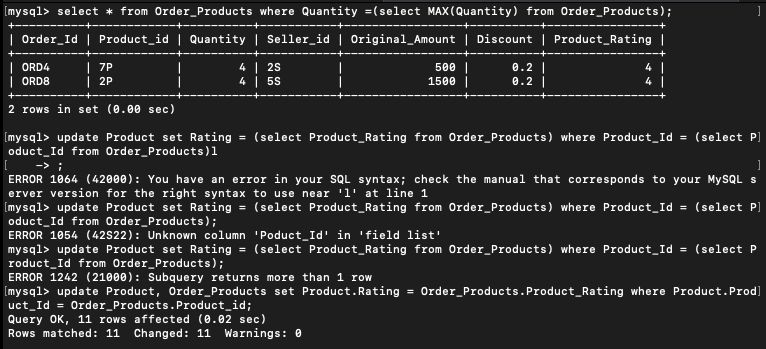 [mysql> select * from Order_Products where Quantity =(select MAX(Quantity) from Order_Products); ]
+----------+------------+----------+-----------+-----------------+----------+----------------+
| Order_Id | Product_id | Quantity | Seller_id | Original_Amount | Discount | Product_Rating |
+----------+------------+----------+-----------+-----------------+----------+----------------+
| ORD4     | 7P         |        4 | 2S        |             500 |      0.2 |              4 |
| ORD8     | 2P         |        4 | 5S        |            1500 |      0.2 |              4 |
+----------+------------+----------+-----------+-----------------+----------+----------------+
2 rows in set (0.00 sec)
[mysql> update Product set Rating = (select Product_Rating from Order_Products) where Product_Id = (select P]
oduct_Id from Order_Products)l
[    -> ; ]
ERROR 1064 (42000): You have an error in your SQL syntax; check the manual that corresponds to your MySQL s
erver version for the right syntax to use near 'l' at line 1
[mysql> update Product set Rating = (select Product_Rating from Order_Products) where Product_Id = (select P]
oduct_Id from Order_Products);
ERROR 1054 (42S22): Unknown column 'Poduct_Id' in 'field list'
mysql> update Product set Rating = (select Product_Rating from Order_Products) where Product_Id = (select P
roduct_Id from Order_Products);
ERROR 1242 (21000): Subquery returns more than 1 row
[mysql> update Product, Order_Products set Product.Rating = Order_Products.Product_Rating where Product.Prod]
uct_Id = Order_Products.Product_id;
Query OK, 11 rows affected (0.02 sec)
Rows matched: 11  Changed: 11  Warnings: 0